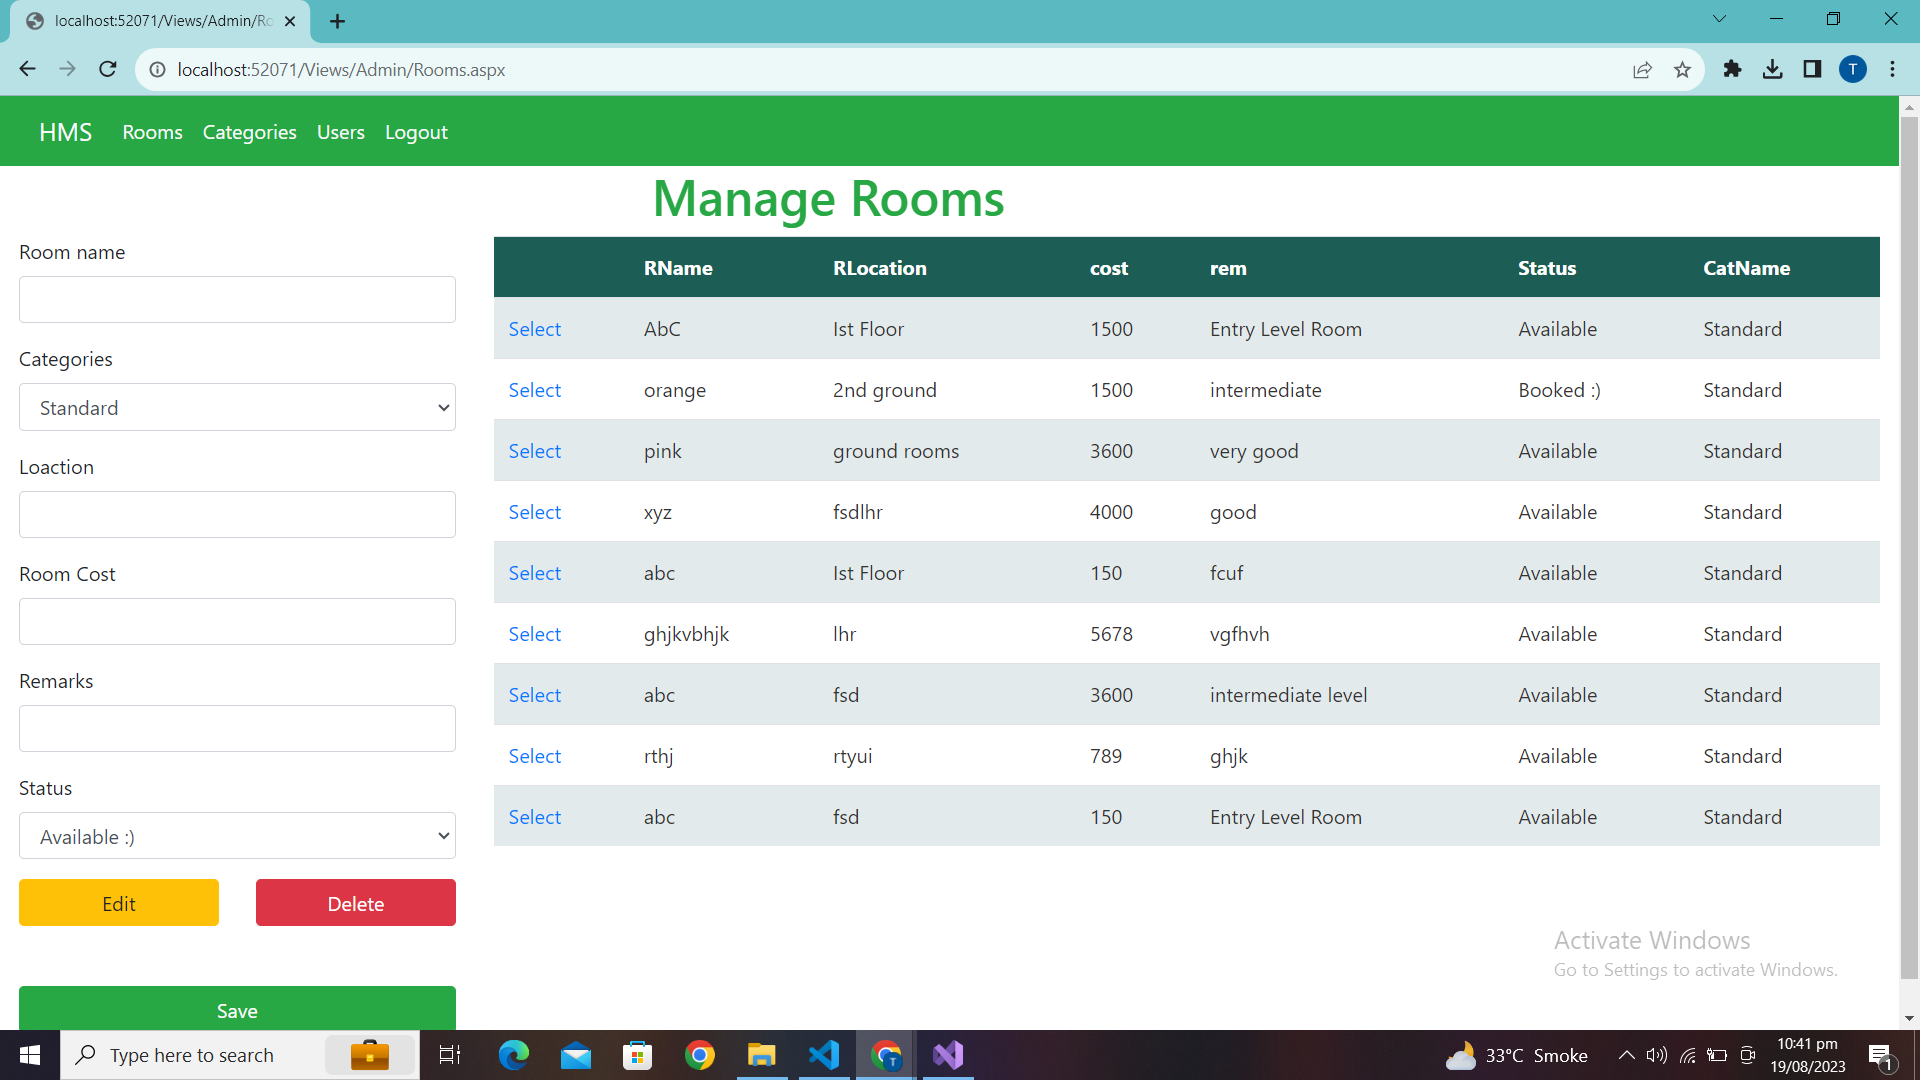 localhost:52071/Views/Admin/Ro
localhost:52071/Views/Admin/Rooms.aspx
T
HMS Rooms Categories Users Logout
Manage Rooms
Room name
Categories
Standard
Loaction
Room Cost
Remarks
Status
Available :)
Edit Delete
Save
RName RLocation cost rem Status CatName
Select AbC Ist Floor 1500 Entry Level Room Available Standard
Select orange 2nd ground 1500 intermediate Booked :) Standard
Select pink ground rooms 3600 very good Available Standard
Select xyz fsdlhr 4000 good Available Standard
Select abc Ist Floor 150 fcuf Available Standard
Select ghjkvbhjk lhr 5678 vgfhvh Available Standard
Select abc fsd 3600 intermediate level Available Standard
Select rthj rtyui 789 ghjk Available Standard
Select abc fsd 150 Entry Level Room Available Standard
Activate Windows
Go to Settings to activate Windows.
Type here to search
T
33°C Smoke
10:41 pm
19/08/2023
1